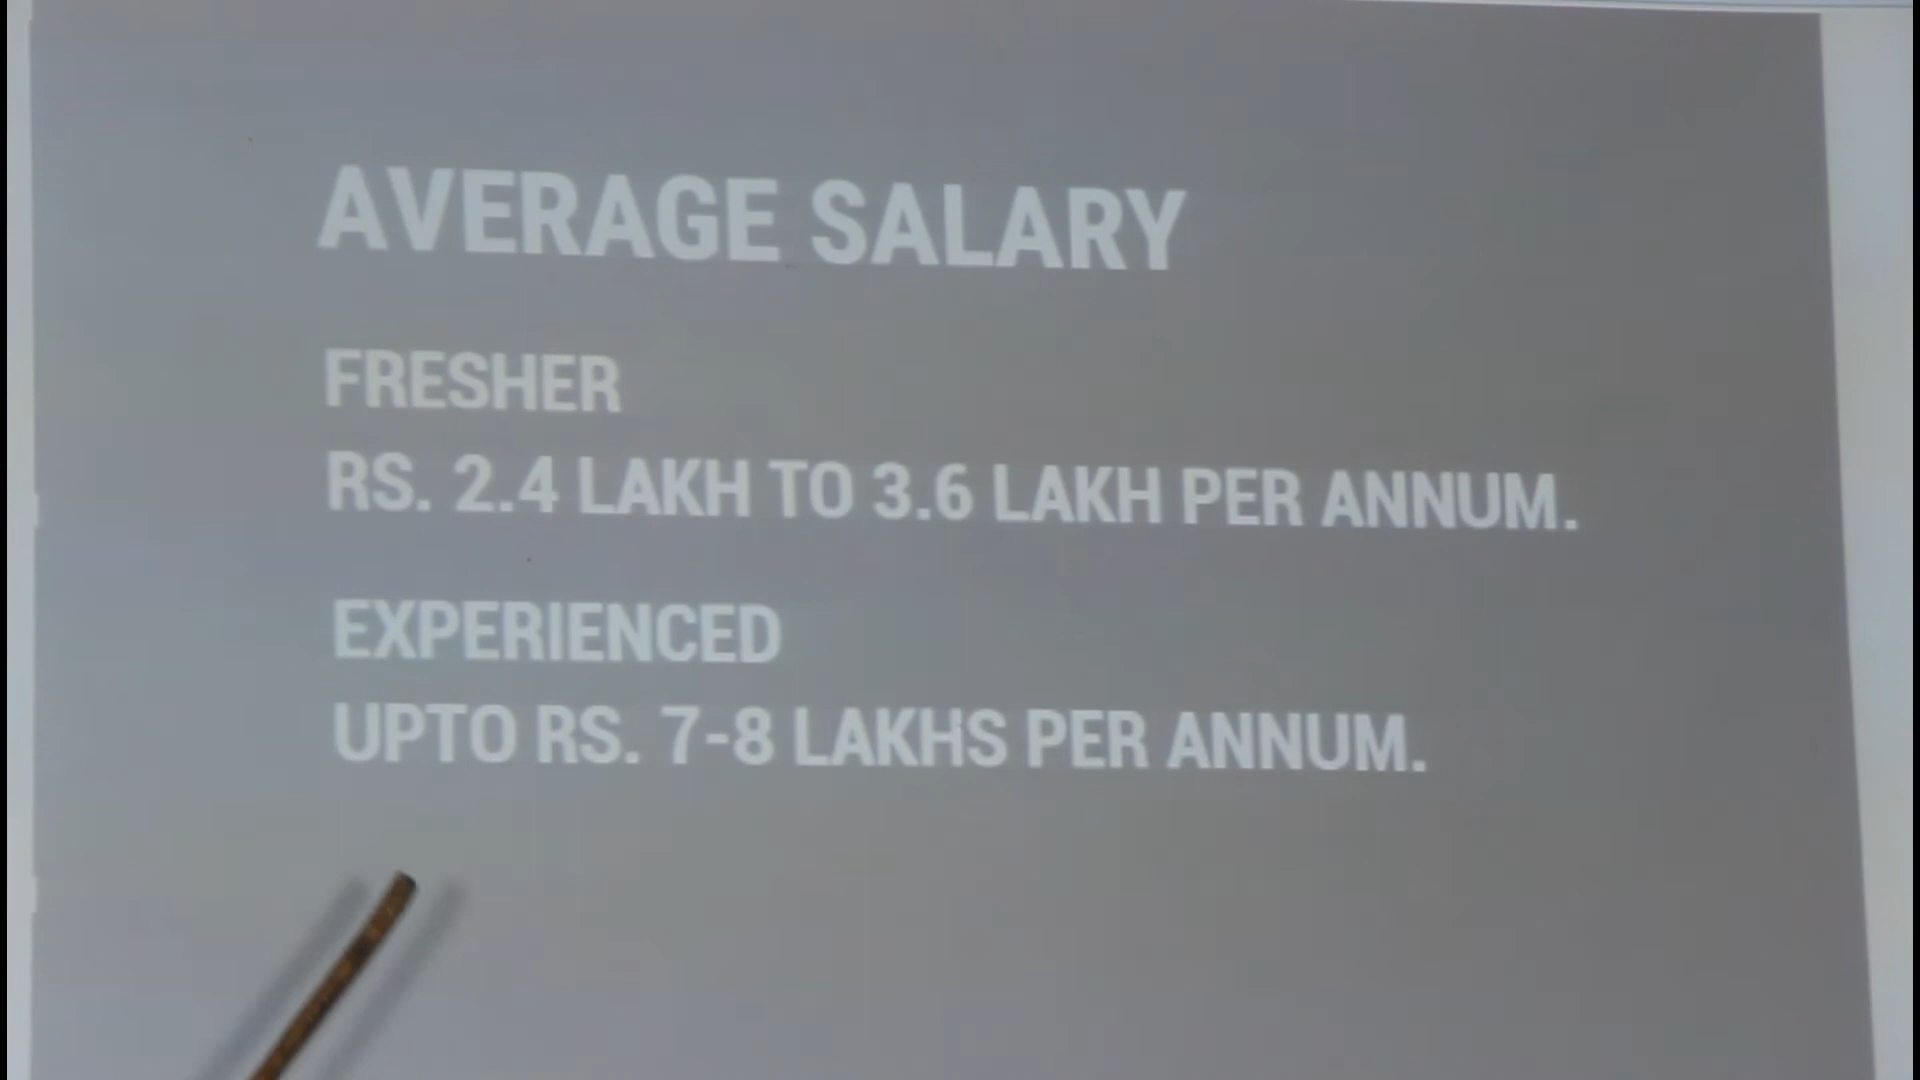 AVERAGE SALARY
FRESHER
RS. 2.4 LAKH TO 3.6 LAKH PER ANNUM.
EXPERIENCED
UPTO RS. 7-8 LAKHS PER ANNUM.